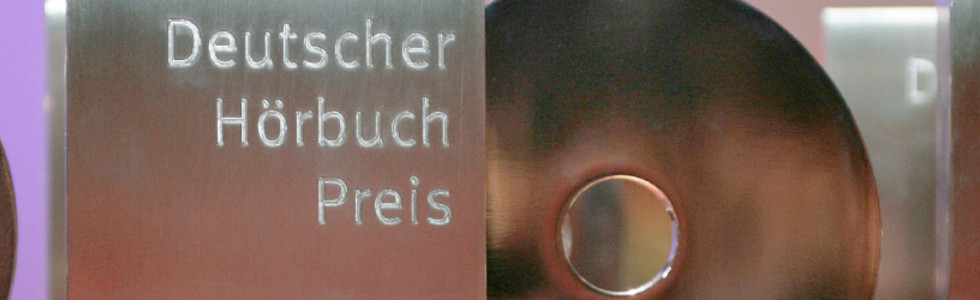 Deutscher
Hörbuch
Preis
D